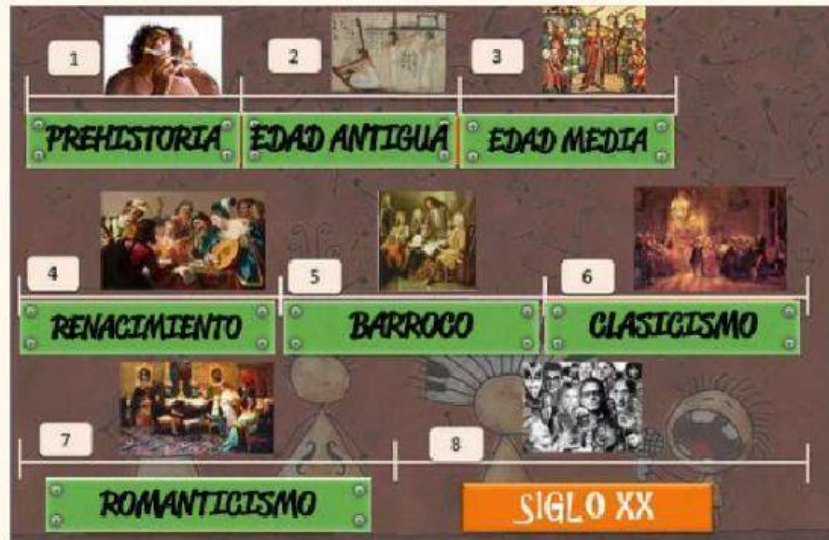 1 2 3
PREHISTORIA EDAD ANTIGUA EDAD MEDIA
4 5 6
RENACIMIENTO BARROCO CLASICISMO
7 8
ROMANTICISMO SIGLO XX